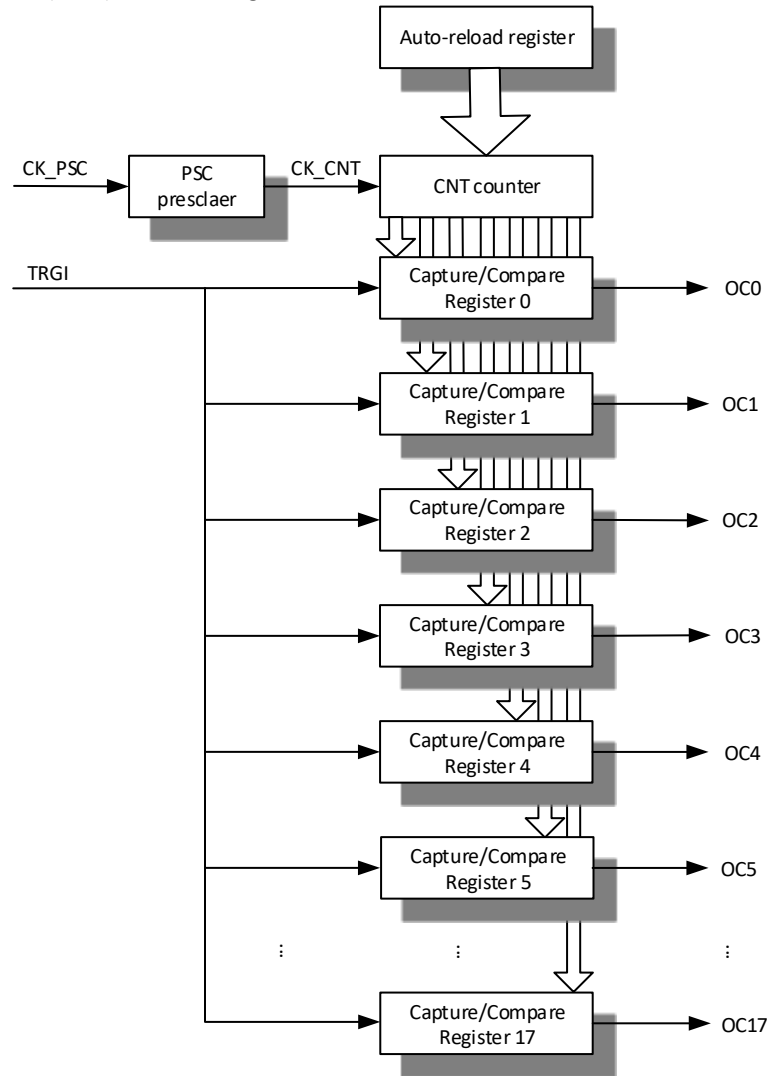 Auto-reload register
CK_PSC
PSC
presclaer
CK_CNT
CNT counter
TRGI
Capture/Compare
Register 0
OC0
Capture/Compare
Register 1
OC1
Capture/Compare
Register 2
OC2
Capture/Compare
Register 3
OC3
Capture/Compare
Register 4
OC4
Capture/Compare
Register 5
OC5
... ... ...
Capture/Compare
Register 17
OC17